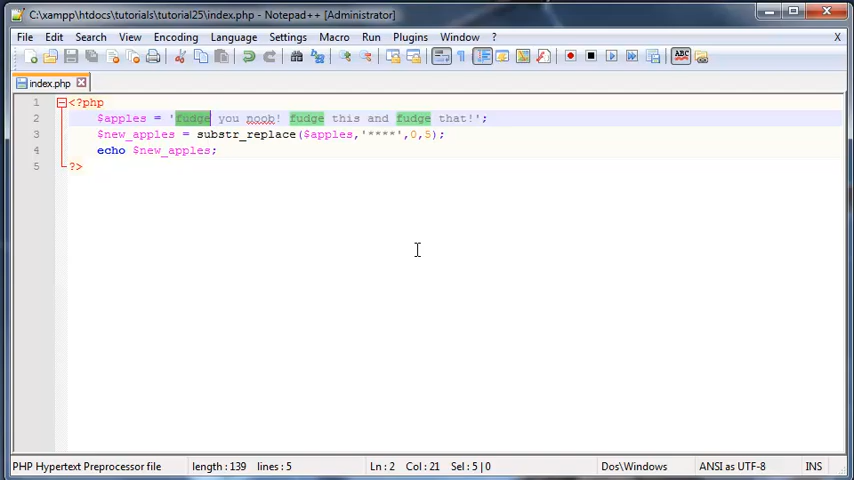 C:\xampp\htdocs\tutorials\tutorial25\index.php - Notepad++ [Administrator]
File Edit Search View Encoding Language Settings Macro Run Plugins Window ? X
index.php
1 <?php
2 $apples = 'fudge you noob! fudge this and fudge that!';
3 $new_apples = substr_replace($apples,'****',0,5);
4 echo $new_apples;
5 ?>
PHP Hypertext Preprocessor file length : 139 lines : 5 Ln : 2 Col : 21 Sel : 5 | 0 Dos\Windows ANSI as UTF-8 INS